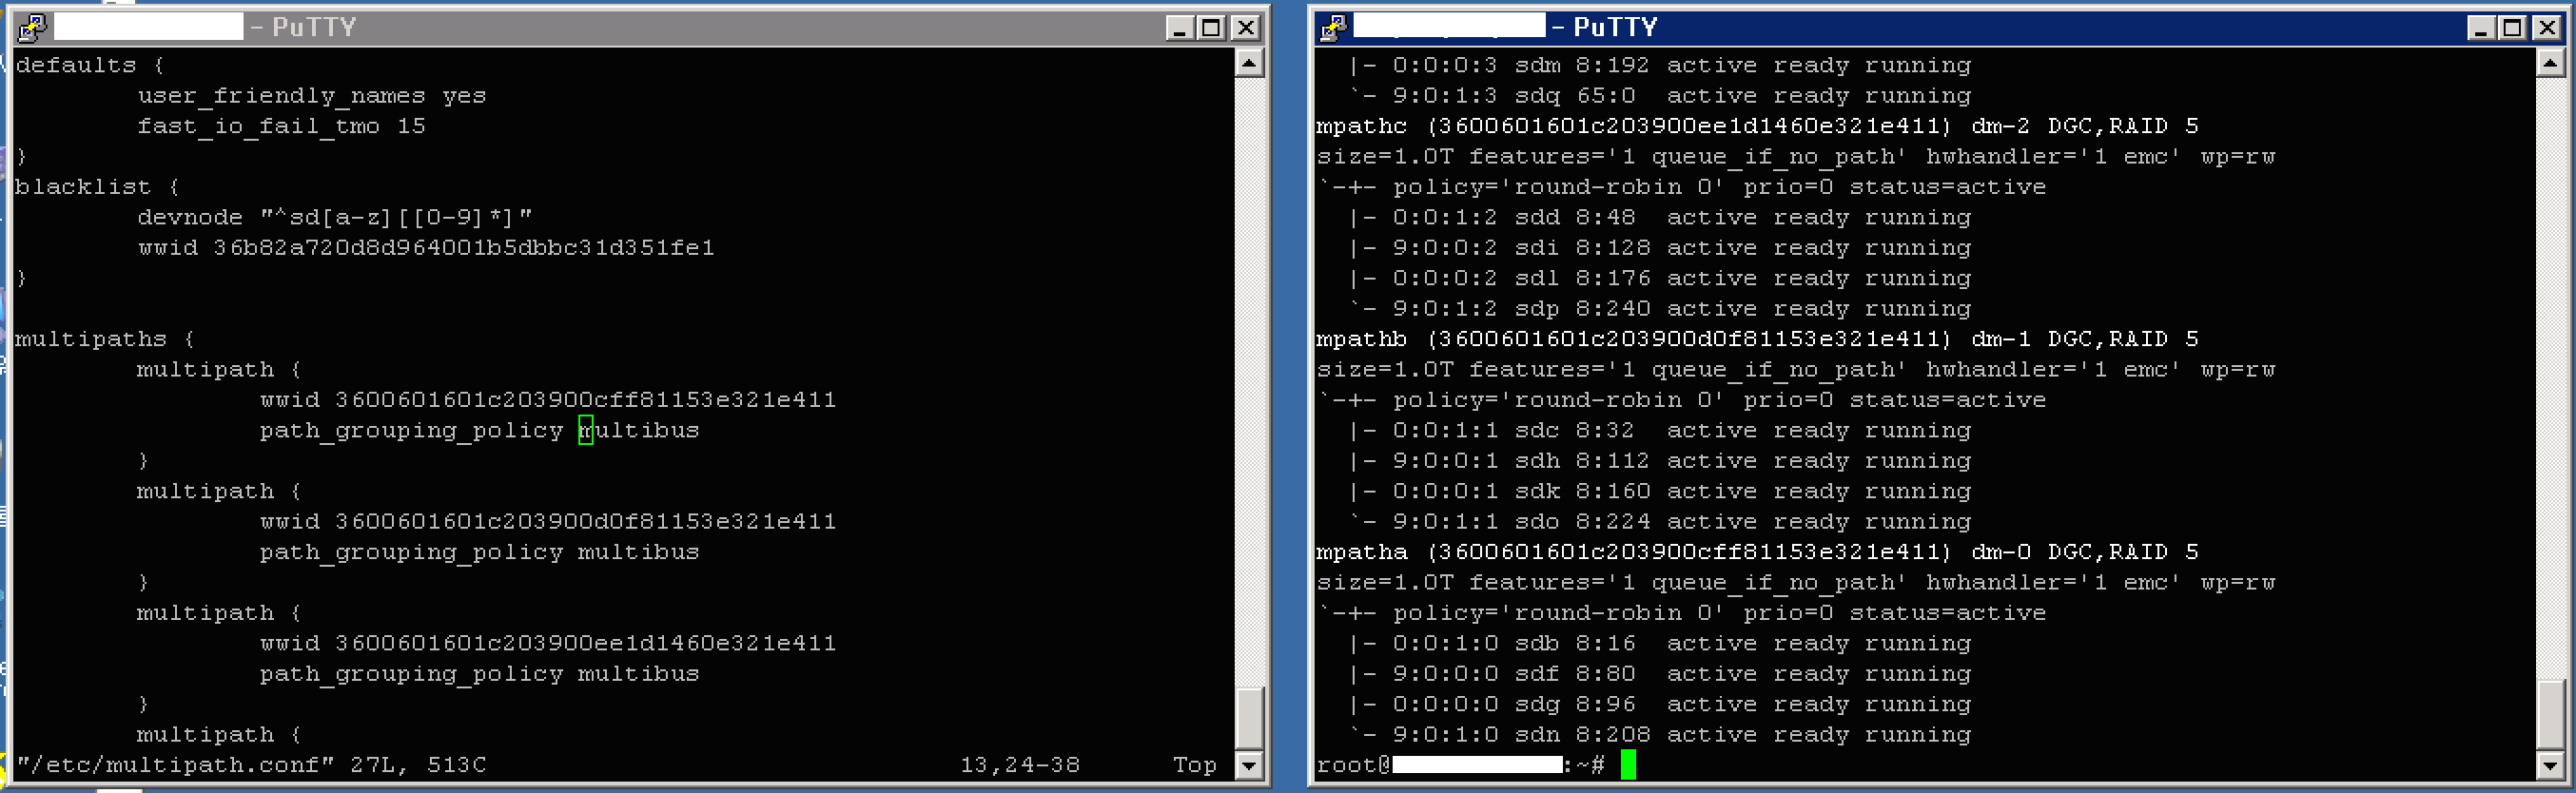 - PuTTY
defaults {
        user_friendly_names yes
        fast_io_fail_tmo 15
}
blacklist {
        devnode "^sd[a-z][[0-9]*]"
        wwid 36b82a720d8d964001b5dbbc31d351fe1
}
multipaths {
        multipath {
                wwid 3600601601c203900cff81153e321e411
                path_grouping_policy multibus
        }
        multipath {
                wwid 3600601601c203900d0f81153e321e411
                path_grouping_policy multibus
        }
        multipath {
                wwid 3600601601c203900ee1d1460e321e411
                path_grouping_policy multibus
        }
        multipath {
"/etc/multipath.conf" 27L, 513C                               13,24-38      Top
- PuTTY
  |- 0:0:0:3 sdm 8:192 active ready running
  `- 9:0:1:3 sdq 65:0  active ready running
mpathc (3600601601c203900ee1d1460e321e411) dm-2 DGC,RAID 5
size=1.0T features='1 queue_if_no_path' hwhandler='1 emc' wp=rw
`-+- policy='round-robin 0' prio=0 status=active
  |- 0:0:1:2 sdd 8:48  active ready running
  |- 9:0:0:2 sdi 8:128 active ready running
  |- 0:0:0:2 sdl 8:176 active ready running
  `- 9:0:1:2 sdp 8:240 active ready running
mpathb (3600601601c203900d0f81153e321e411) dm-1 DGC,RAID 5
size=1.0T features='1 queue_if_no_path' hwhandler='1 emc' wp=rw
`-+- policy='round-robin 0' prio=0 status=active
  |- 0:0:1:1 sdc 8:32  active ready running
  |- 9:0:0:1 sdh 8:112 active ready running
  |- 0:0:0:1 sdk 8:160 active ready running
  `- 9:0:1:1 sdo 8:224 active ready running
mpatha (3600601601c203900cff81153e321e411) dm-0 DGC,RAID 5
size=1.0T features='1 queue_if_no_path' hwhandler='1 emc' wp=rw
`-+- policy='round-robin 0' prio=0 status=active
  |- 0:0:1:0 sdb 8:16  active ready running
  |- 9:0:0:0 sdf 8:80  active ready running
  |- 0:0:0:0 sdg 8:96  active ready running
  `- 9:0:1:0 sdn 8:208 active ready running
root@:~#